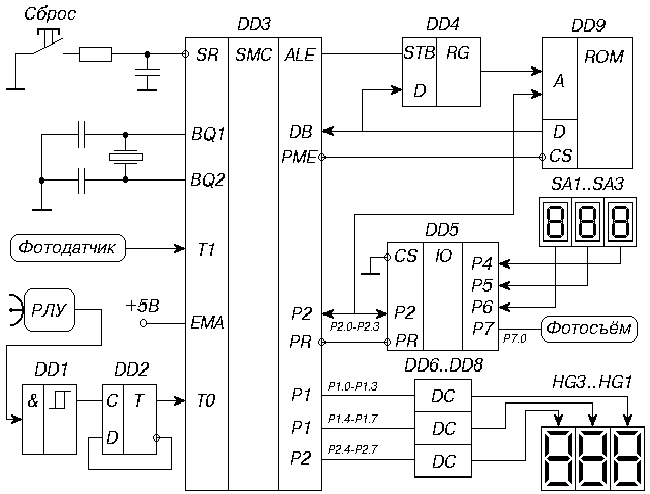 Сброс
DD3
DD4
DD9
SR
SMC
ALE
STB
RG
ROM
A
D
BQ1
DB
D
PME
CS
BQ2
SA1..SA3
888
DD5
Фотодатчик
T1
CS
IO
P4
P5
P6
РЛУ
+5В
EMA
P2
P2.0-P2.3
P2
P7
P7.0
Фотосъём
PR
PR
DD1
DD2
DD6..DD8
HG3..HG1
&
C
T
T0
P1
P1.0-P1.3
DC
D
P1
P1.4-P1.7
DC
P2
P2.4-P2.7
DC
888